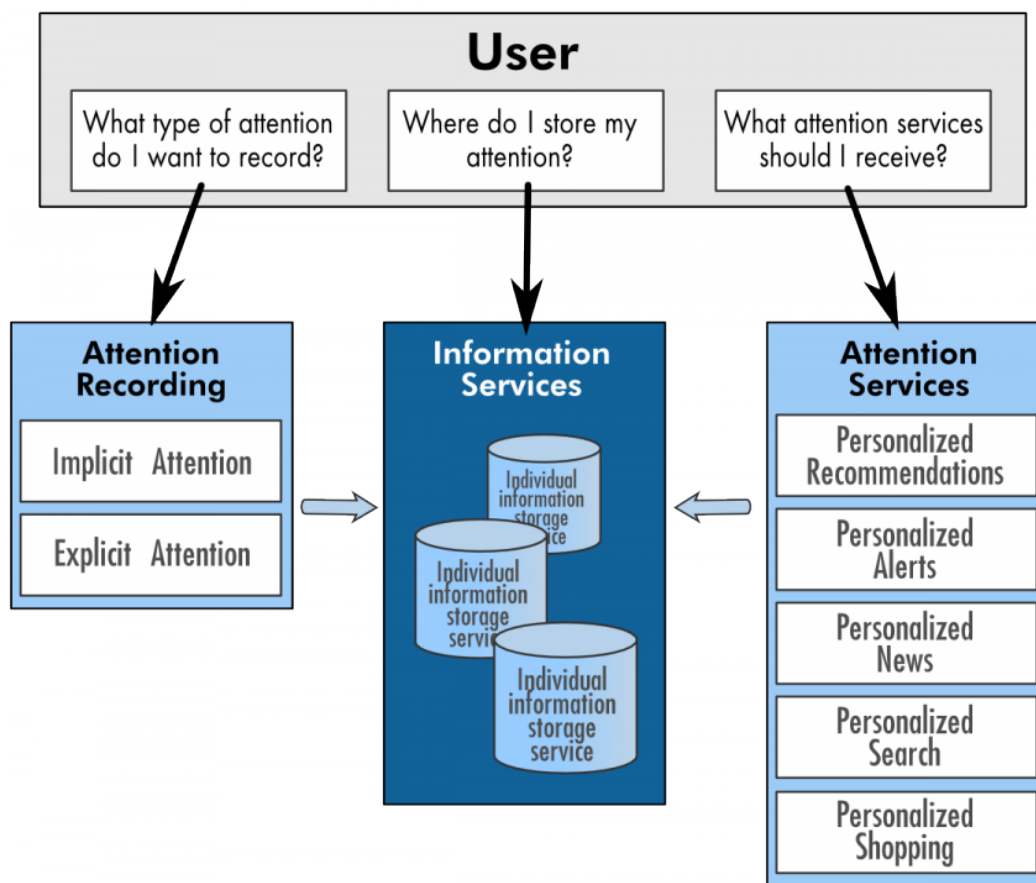 User
What type of attention
do I want to record?
Where do I store my
attention?
What attention services
should I receive?
Attention
Recording
Implicit Attention
Explicit Attention
Information
Services
Individual
information
storage
service
Individual
information
storage
service
Individual
information
storage
service
Attention
Services
Personalized
Recommendations
Personalized
Alerts
Personalized
News
Personalized
Search
Personalized
Shopping